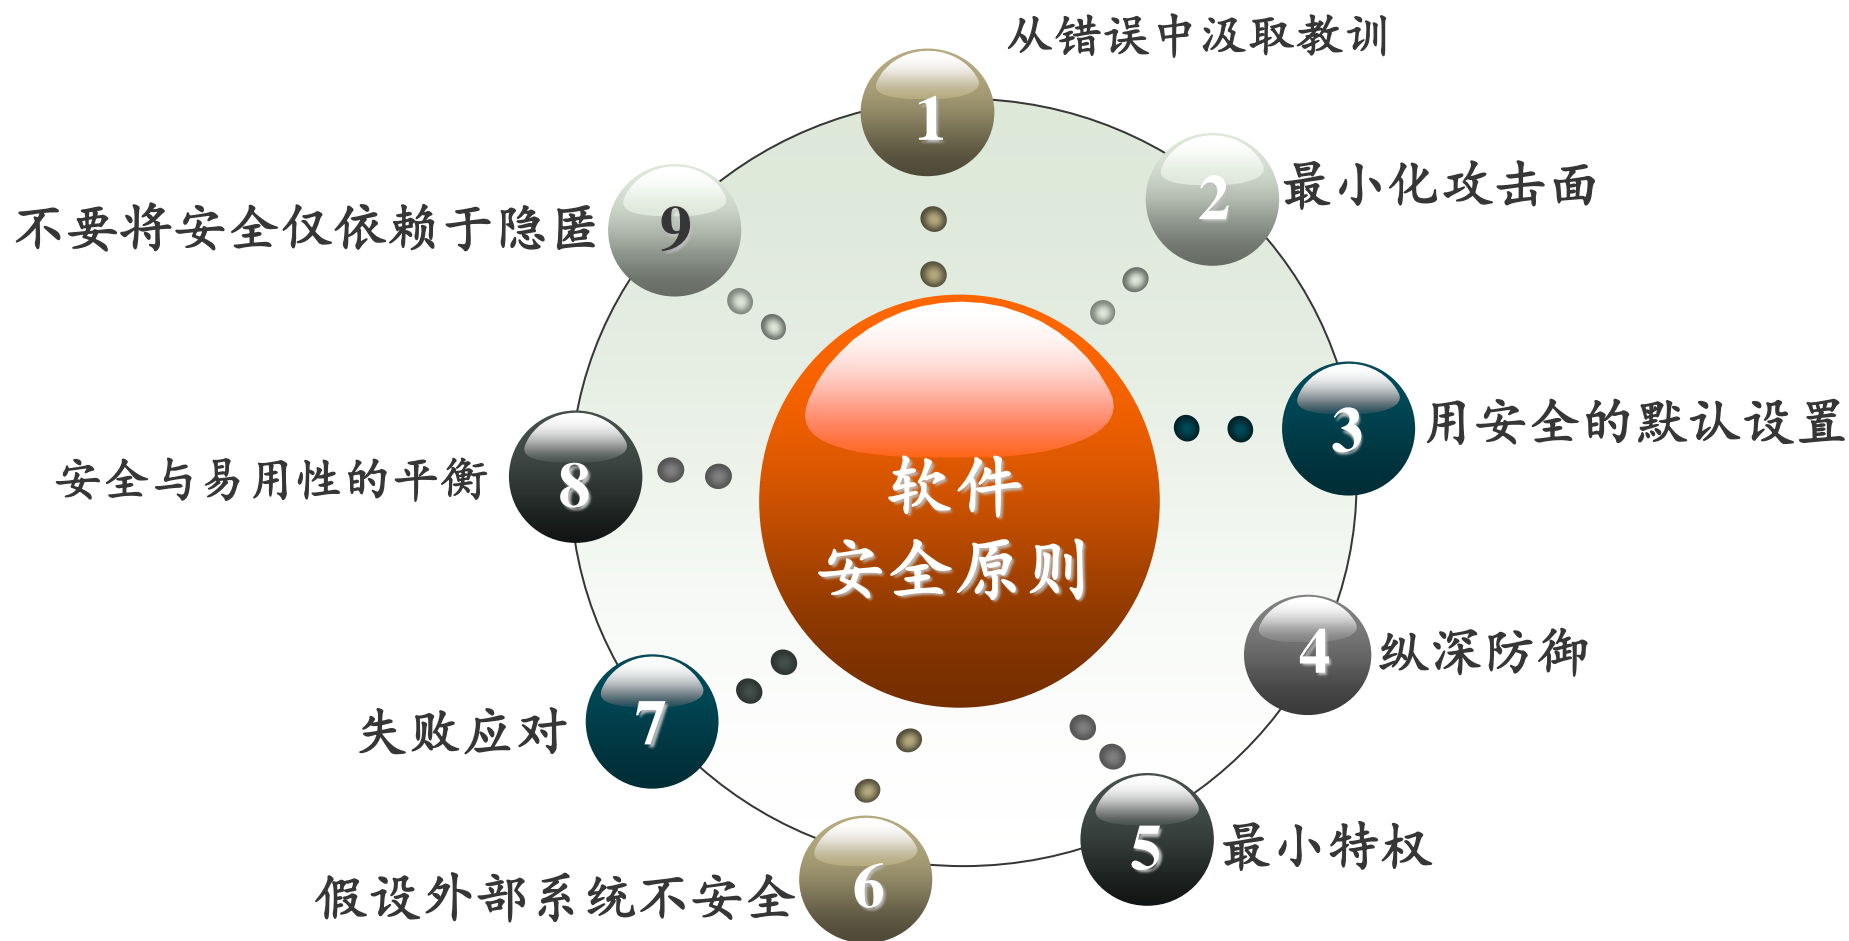 1
从错误中汲取教训
2
最小化攻击面
3
用安全的默认设置
4
纵深防御
5
最小特权
6
假设外部系统不安全
7
失败应对
8
安全与易用性的平衡
9
不要将安全仅依赖于隐匿
软件
安全原则